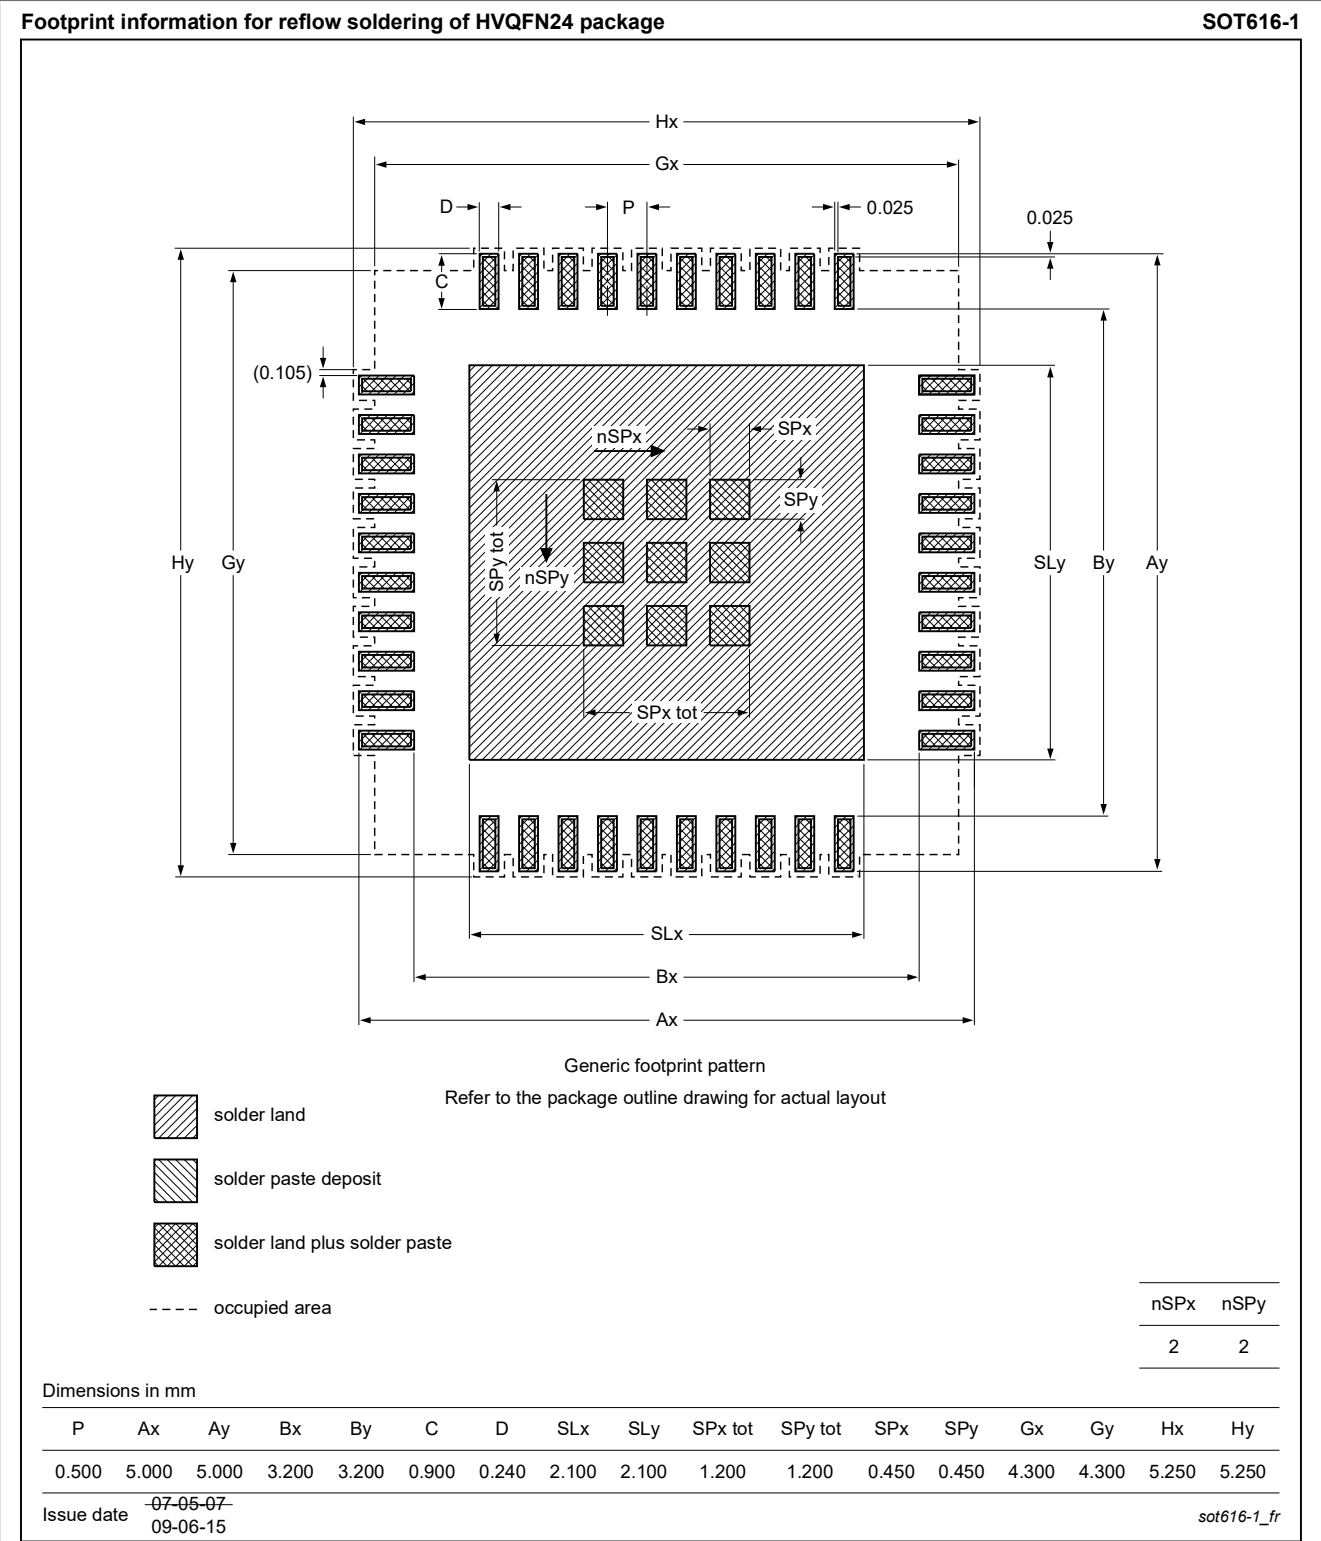 Footprint information for reflow soldering of HVQFN24 package SOT616-1
Hx
Gx
D P 0.025
0.025
C
(0.105)
nSPx SPx
SPy
SPy tot
nSPy
Hy Gy SLy By Ay
SPx tot
SLx
Bx
Ax
Generic footprint pattern
Refer to the package outline drawing for actual layout
solder land
solder paste deposit
solder land plus solder paste
occupied area
nSPx nSPy
2 2
Dimensions in mm
P Ax Ay Bx By C D SLx SLy SPx tot SPy tot SPx SPy Gx Gy Hx Hy
0.500 5.000 5.000 3.200 3.200 0.900 0.240 2.100 2.100 1.200 1.200 0.450 0.450 4.300 4.300 5.250 5.250
Issue date 07-05-07
09-06-15
sot616-1_fr